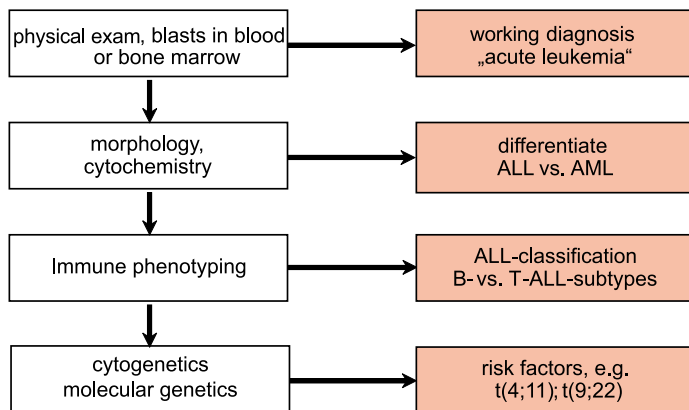 physical exam, blasts in blood
or bone marrow
working diagnosis
„acute leukemia“
morphology,
cytochemistry
differentiate
ALL vs. AML
Immune phenotyping
ALL-classification
B- vs. T-ALL-subtypes
cytogenetics
molecular genetics
risk factors, e.g.
t(4;11); t(9;22)